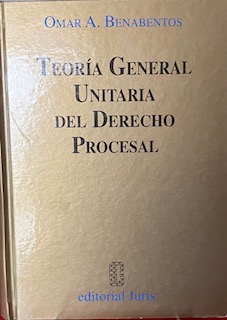 OMAR A. BENABENTOS
TEORÍA GENERAL
UNITARIA
DEL DERECHO
PROCESAL
editorial Juris